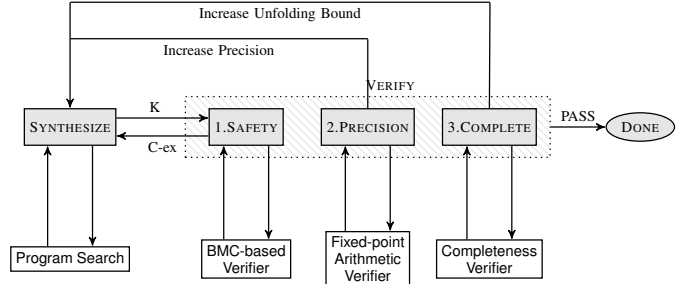 Increase Unfolding Bound
Increase Precision
VERIFY
K
PASS
SYNTHESIZE
1.SAFETY
2.PRECISION
3.COMPLETE
DONE
C-ex
Program Search
BMC-based
Verifier
Fixed-point
Arithmetic
Verifier
Completeness
Verifier